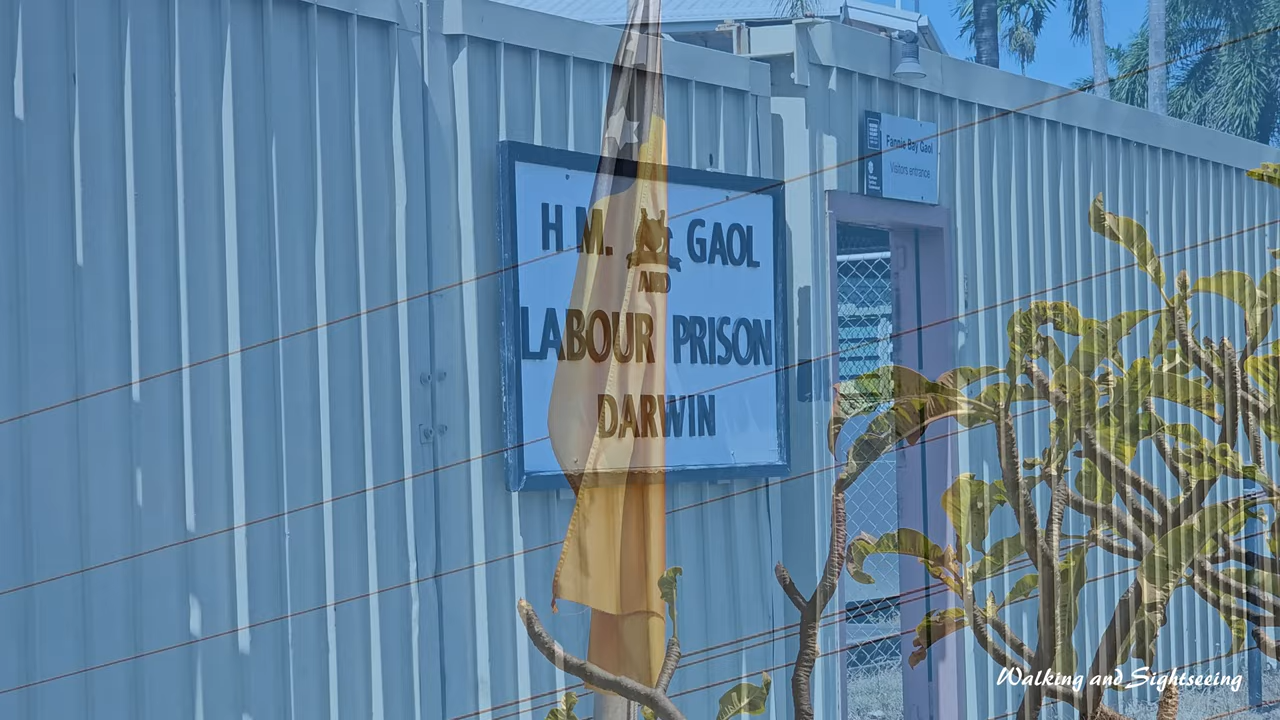 H M. GAOL
AND
LABOUR PRISON
DARWIN
Fannie Bay Gaol
Visitors entrance
Walking and Sightseeing